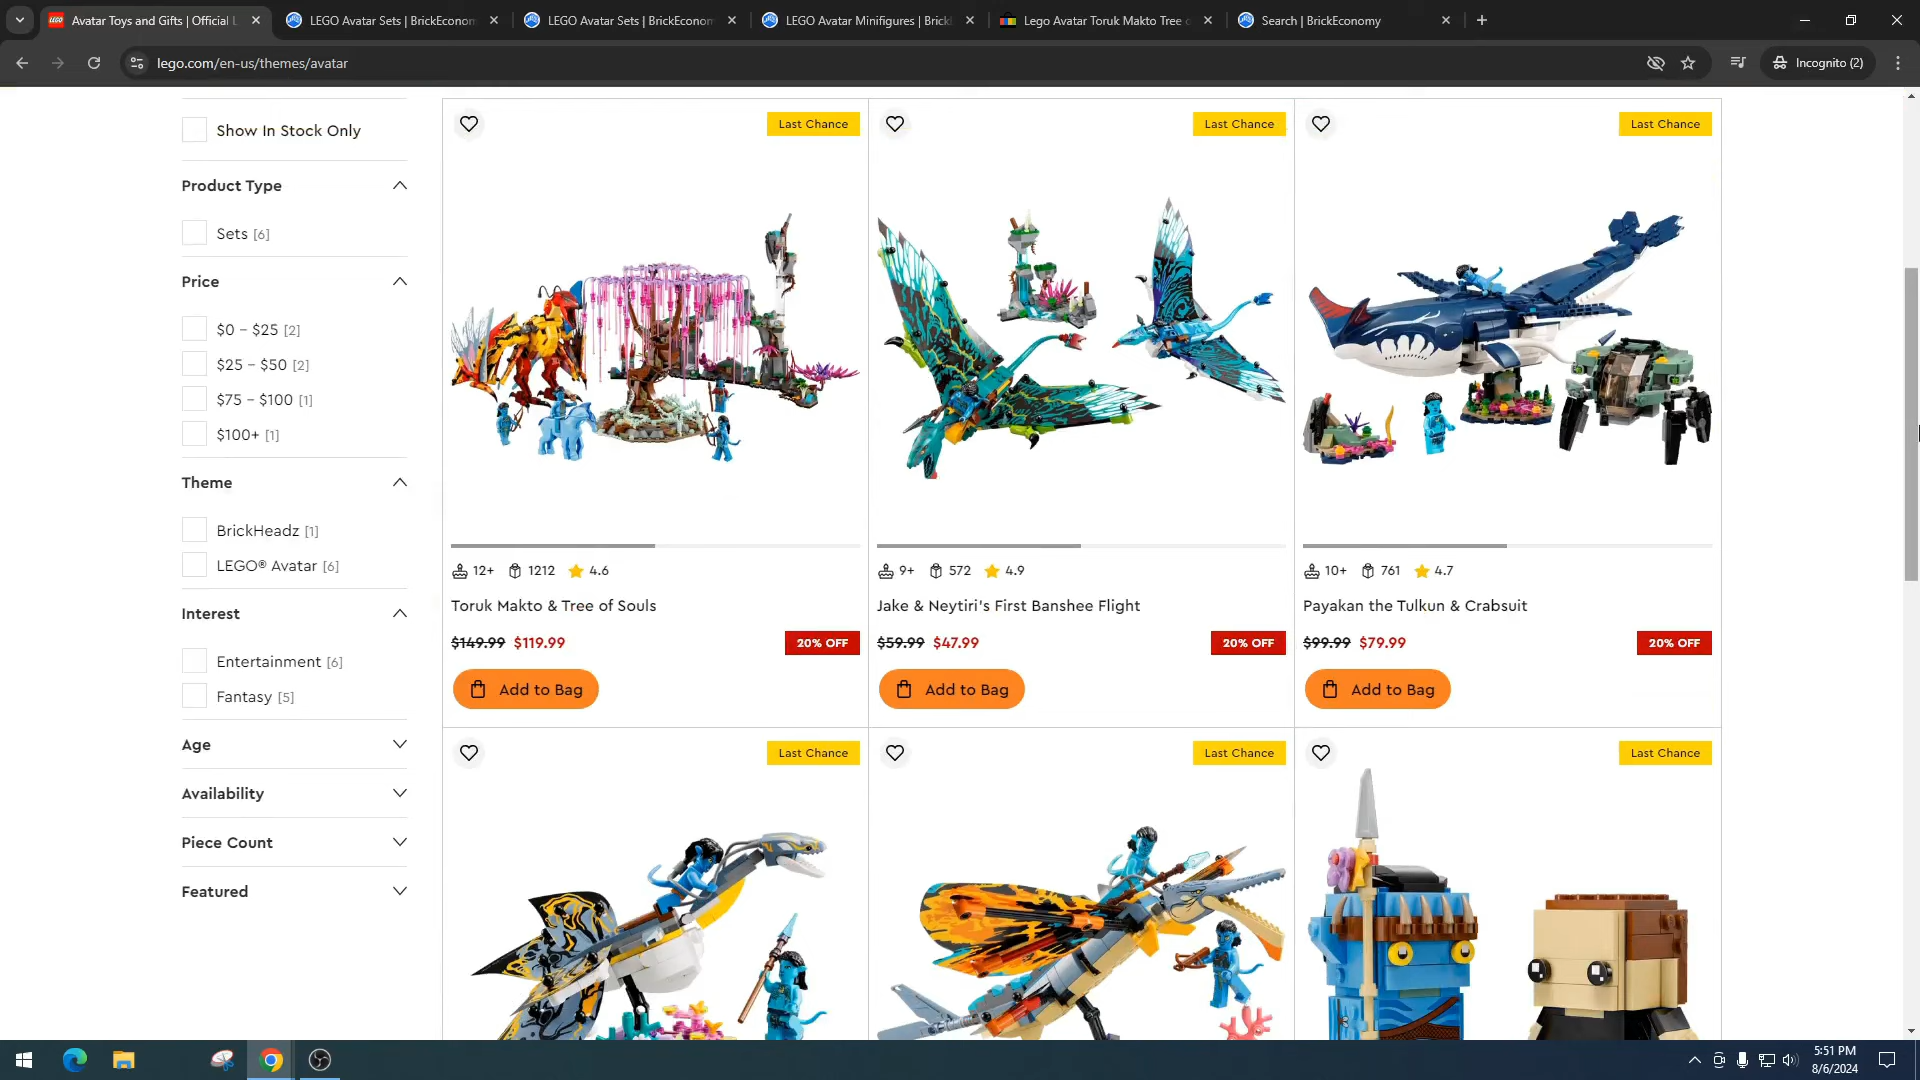 Avatar Toys and Gifts | Official L
LEGO Avatar Sets | BrickEconom
LEGO Avatar Sets | BrickEconom
LEGO Avatar Minifigures | Brick
Lego Avatar Toruk Makto Tree o
Search | BrickEconomy
lego.com/en-us/themes/avatar
Incognito (2)
Show In Stock Only
Product Type
Sets [6]
Price
$0 – $25 [2]
$25 – $50 [2]
$75 – $100 [1]
$100+ [1]
Theme
BrickHeadz [1]
LEGO® Avatar [6]
Interest
Entertainment [6]
Fantasy [5]
Age
Availability
Piece Count
Featured
Last Chance
12+ 1212 4.6
Toruk Makto & Tree of Souls
$149.99 $119.99 20% OFF
Add to Bag
Last Chance
9+ 572 4.9
Jake & Neytiri's First Banshee Flight
$59.99 $47.99 20% OFF
Add to Bag
Last Chance
10+ 761 4.7
Payakan the Tulkun & Crabsuit
$99.99 $79.99 20% OFF
Add to Bag
Last Chance
Last Chance
Last Chance
5:51 PM
8/6/2024